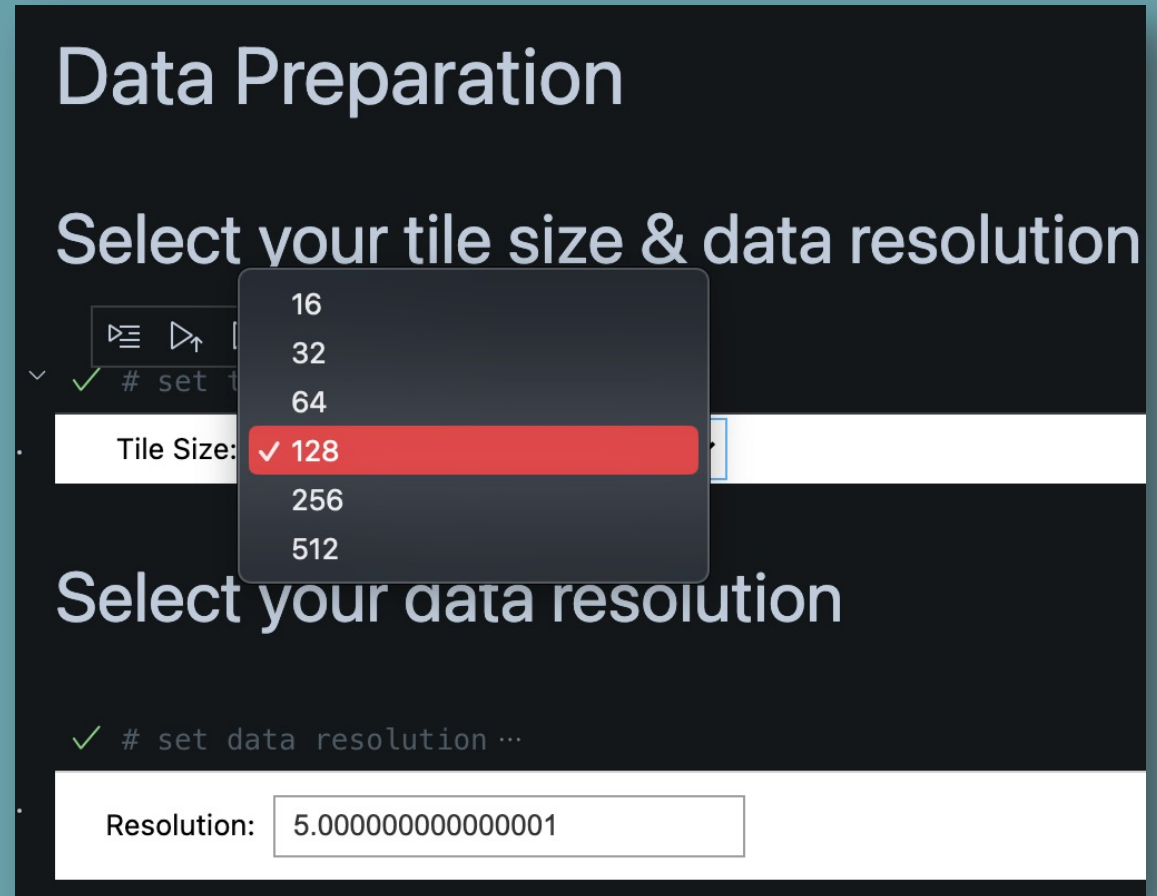 Data Preparation
Select your tile size & data resolution
16
32
# set
64
Tile Size:
✓ 128
256
512
Select your data resolution
# set data resolution ...
Resolution: 5.000000000000001